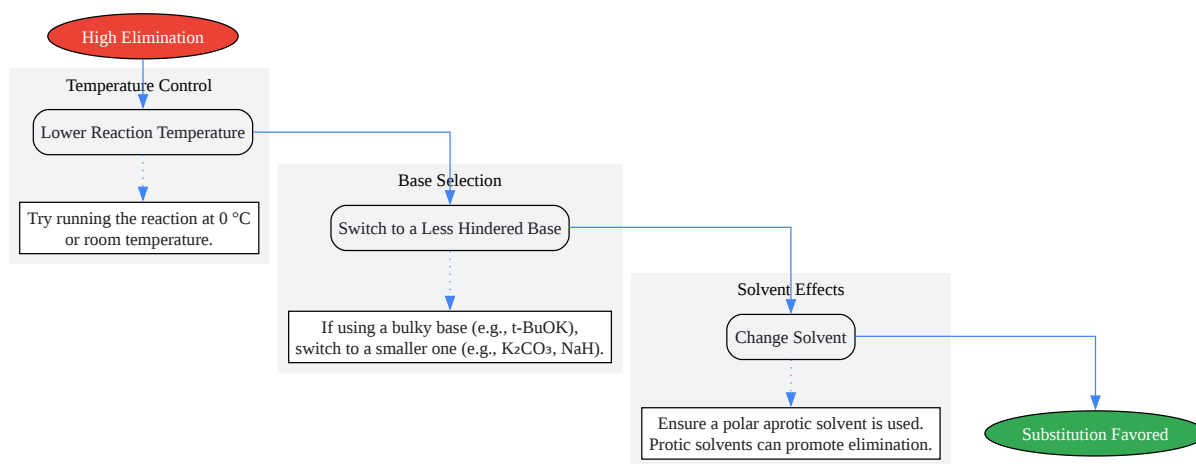 High Elimination
Temperature Control
Lower Reaction Temperature
Try running the reaction at 0 °C
or room temperature.
Base Selection
Switch to a Less Hindered Base
If using a bulky base (e.g., t-BuOK),
switch to a smaller one (e.g., K₂CO₃, NaH).
Solvent Effects
Change Solvent
Ensure a polar aprotic solvent is used.
Protic solvents can promote elimination.
Substitution Favored